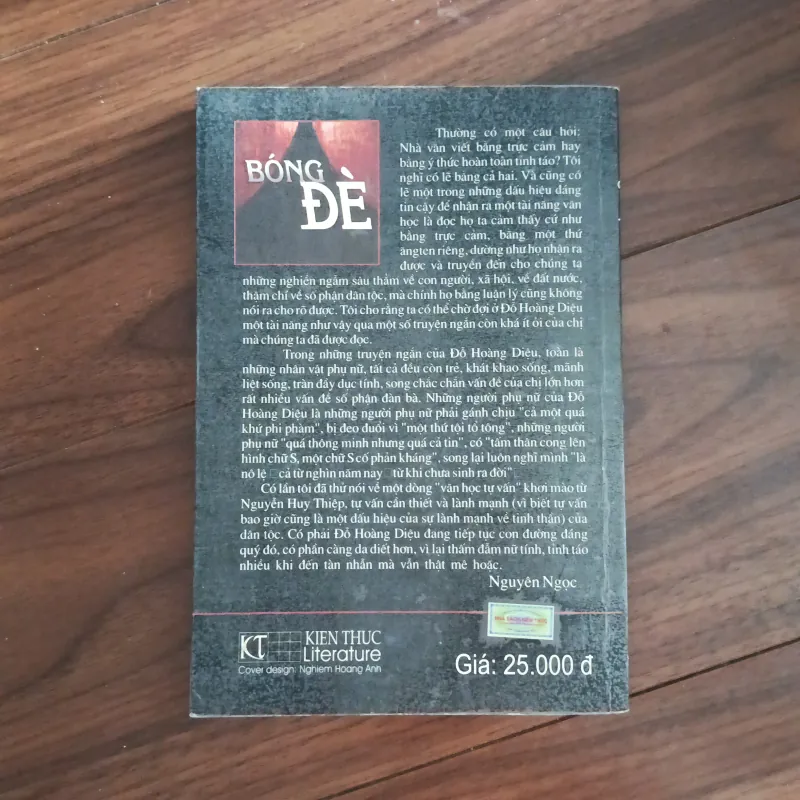 BÓNG
ĐÈ
Thường có một câu hỏi:
Nhà văn viết bằng trực cảm hay
bằng ý thức hoàn toàn tỉnh táo? Tôi
nghĩ có lẽ bằng cả hai. Và cũng có
lẽ một trong những dấu hiệu đáng
tin cậy để nhận ra một tài năng văn
học là đọc họ ta cảm thấy cứ như
bằng trực cảm, bằng một thứ
ăngten riêng, dường như họ nhận ra
được và truyền đến cho chúng ta
những nghiền ngẫm sâu thẳm về con người, xã hội, về đất nước,
thậm chí về số phận dân tộc, mà chính họ bằng luận lý cũng không
nói ra cho rõ được. Tôi cho rằng ta có thể chờ đợi ở Đỗ Hoàng Diệu
một tài năng như vậy qua một số truyện ngắn còn khá ít ỏi của chị
mà chúng ta đã được đọc.
Trong những truyện ngắn của Đỗ Hoàng Diệu, toàn là
những nhân vật phụ nữ, tất cả đều còn trẻ, khát khao sống, mãnh
liệt sống, tràn đầy dục tính, song chắc chắn vấn đề của chị lớn hơn
rất nhiều vấn đề số phận đàn bà. Những người phụ nữ của Đỗ
Hoàng Diệu là những người phụ nữ phải gánh chịu "cả một quá
khứ phì phàm", bị đeo đuổi vì "một thứ tội tổ tông", những người
phụ nữ "quá thông minh nhưng quá cả tin", có "tấm thân cong lên
hình chữ S, một chữ S cố phản kháng", song lại luôn nghĩ mình "là
nô lệ cả từ nghìn năm nay từ khi chưa sinh ra đời".
Có lần tôi đã thử nói về một dòng "văn học tự vấn" khơi mào từ
Nguyễn Huy Thiệp, tự vấn cần thiết và lành mạnh (vì biết tự vấn
bao giờ cũng là một dấu hiệu của sự lành mạnh về tinh thần) của
dân tộc. Có phải Đỗ Hoàng Diệu đang tiếp tục con đường đáng
quý đó, có phần càng da diết hơn, vì lại thấm đẫm nữ tính, tỉnh táo
nhiều khi đến tàn nhẫn mà vẫn thật mê hoặc.
Nguyên Ngọc
KT KIEN THUC
Literature
Cover design: Nghiem Hoang Anh
Giá: 25.000 đ